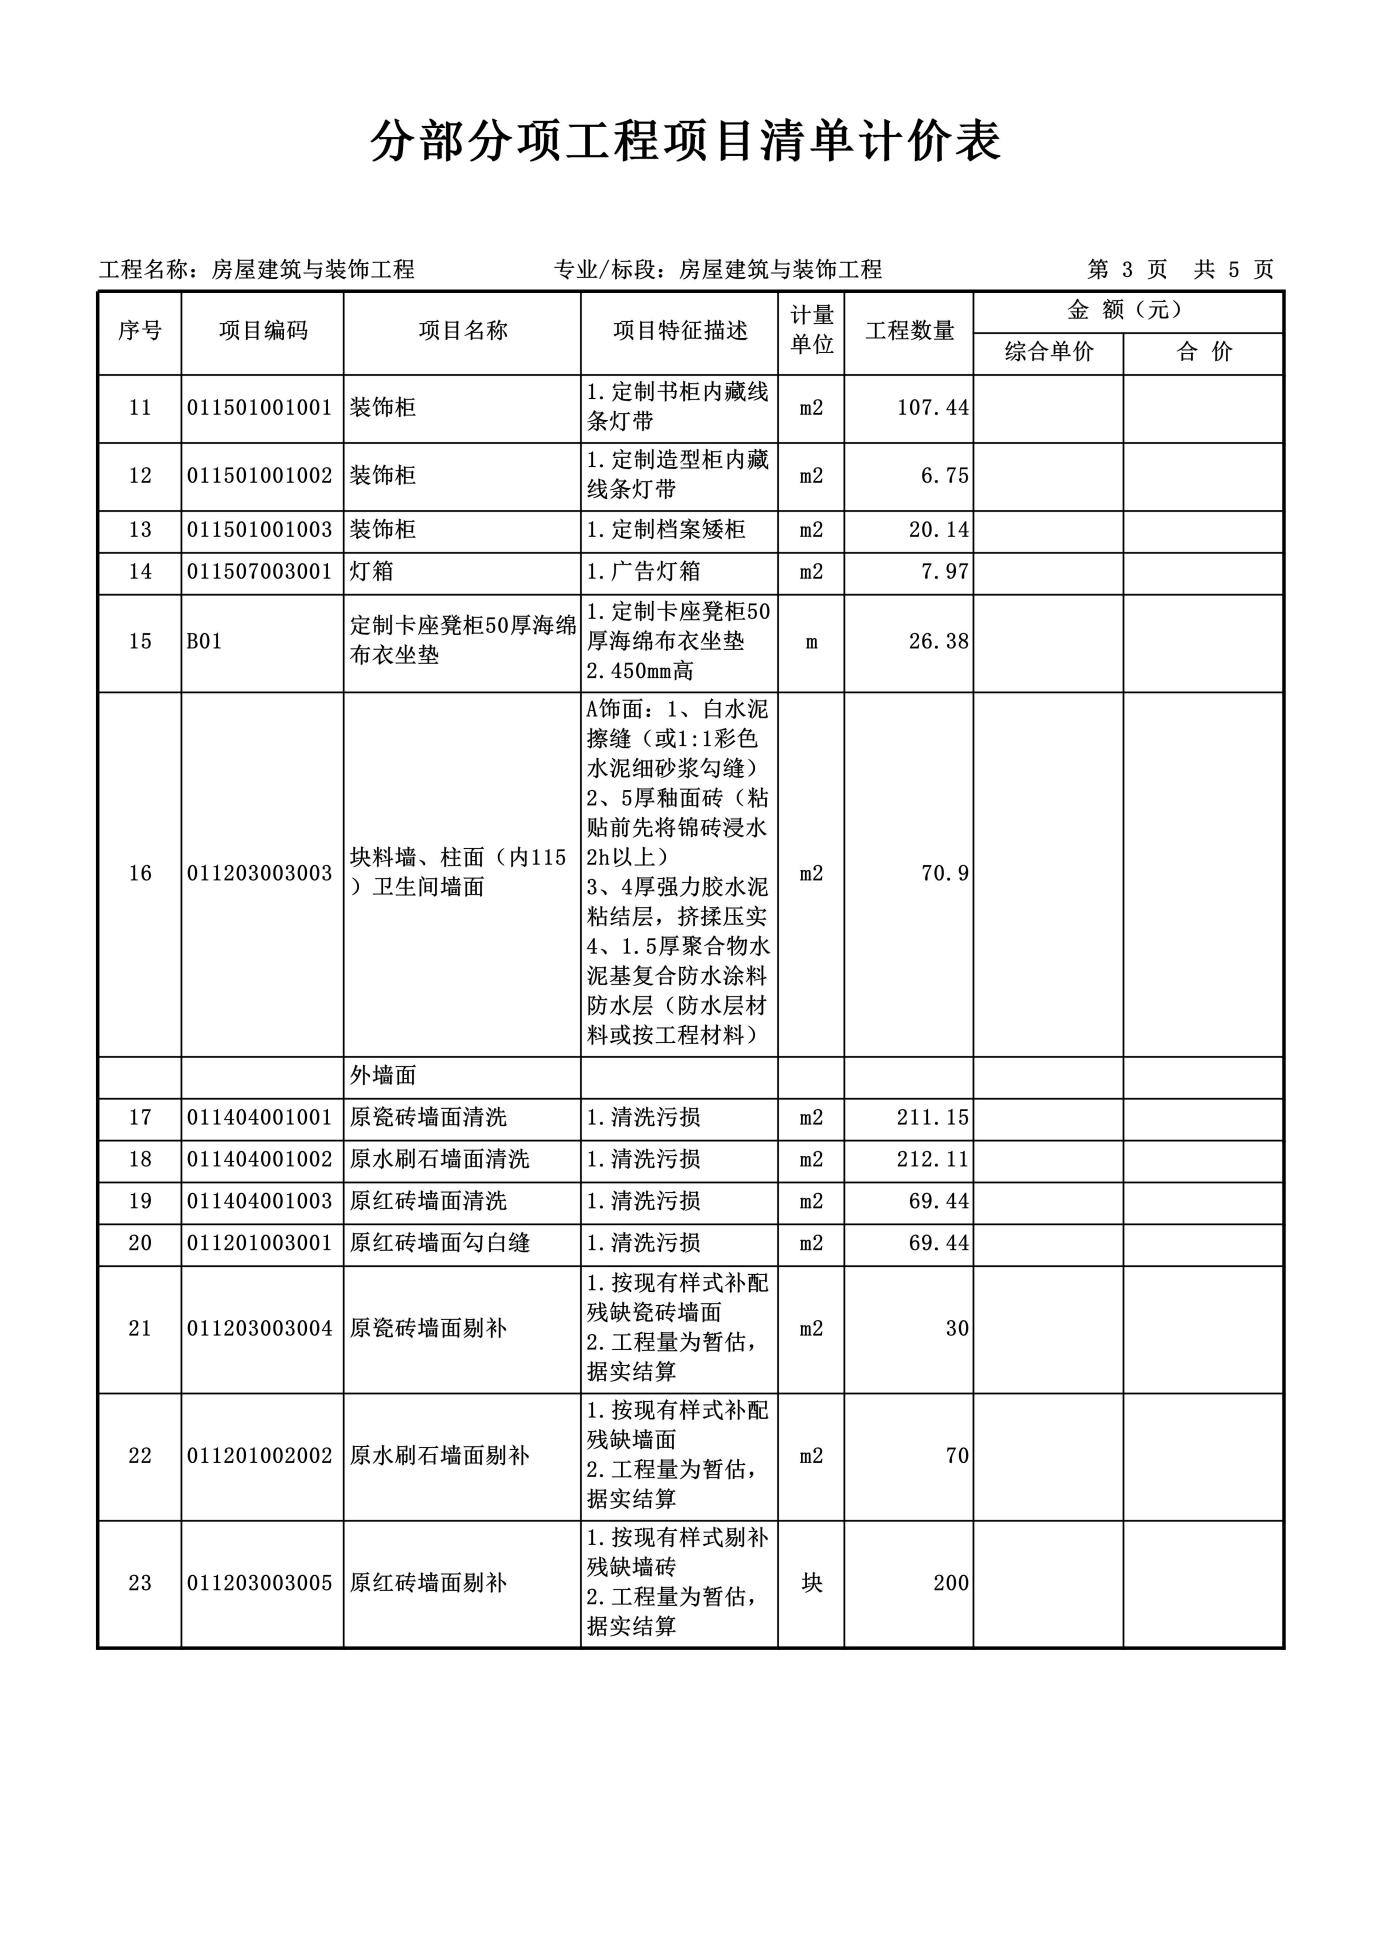 分部分项工程项目清单计价表
工程名称：房屋建筑与装饰工程 专业/标段：房屋建筑与装饰工程 第 3 页 共 5 页
序号 项目编码 项目名称 项目特征描述 计量单位 工程数量 金 额（元）
综合单价 合 价
11 011501001001 装饰柜 1.定制书柜内藏线 m2 107.44
条灯带
12 011501001002 装饰柜 1.定制造型柜内藏 m2 6.75
线条灯带
13 011501001003 装饰柜 1.定制档案矮柜 m2 20.14
14 011507003001 灯箱 1.广告灯箱 m2 7.97
15 B01 定制卡座凳柜50厚海绵 1.定制卡座凳柜50 m 26.38
布衣坐垫 厚海绵布衣坐垫
2.450mm高
16 011203003003 块料墙、柱面（内115 A饰面：1、白水泥 m2 70.9
）卫生间墙面 擦缝（或1:1彩色
水泥细砂浆勾缝）
2、5厚釉面砖（粘
贴前先将锦砖浸水
2h以上）
3、4厚强力胶水泥
粘结层，挤揉压实
4、1.5厚聚合物水
泥基复合防水涂料
防水层（防水层材
料或按工程材料）
外墙面
17 011404001001 原瓷砖墙面清洗 1.清洗污损 m2 211.15
18 011404001002 原水刷石墙面清洗 1.清洗污损 m2 212.11
19 011404001003 原红砖墙面清洗 1.清洗污损 m2 69.44
20 011201003001 原红砖墙面勾白缝 1.清洗污损 m2 69.44
21 011203003004 原瓷砖墙面剔补 1.按现有样式补配 m2 30
残缺瓷砖墙面
2.工程量为暂估，
据实结算
22 011201002002 原水刷石墙面剔补 1.按现有样式补配 m2 70
残缺墙面
2.工程量为暂估，
据实结算
23 011203003005 原红砖墙面剔补 1.按现有样式剔补 块 200
残缺墙砖
2.工程量为暂估，
据实结算